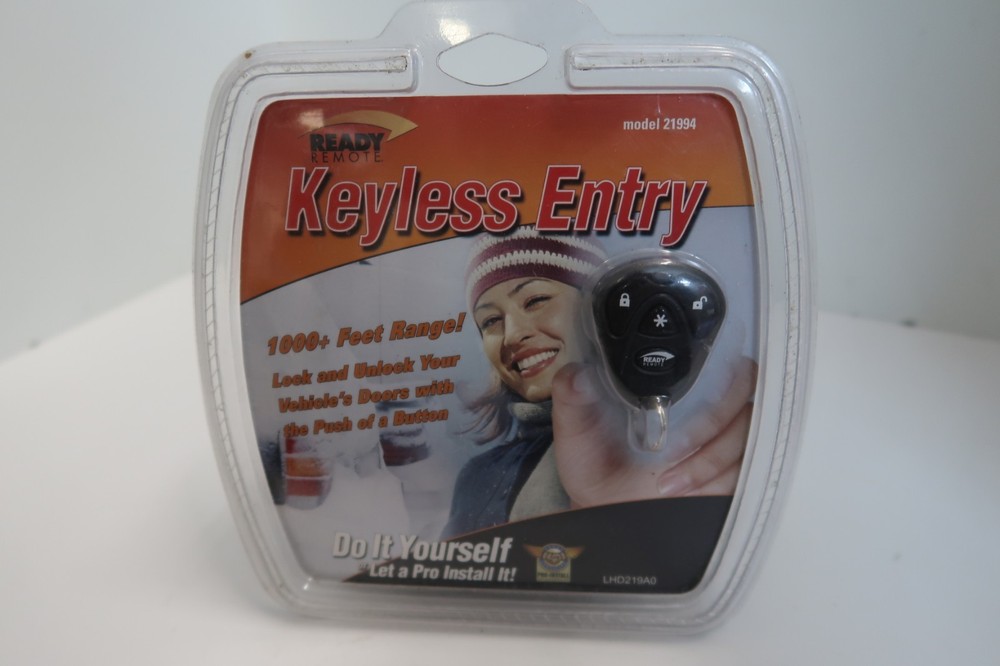 model 21994
READY
REMOTE
Keyless Entry
1000+ Feet Range!
Lock and Unlock Your
Vehicle's Doors with
the Push of a Button
*
READY
REMOTE
Do It Yourself
*Let a Pro Install It!
LHD219A0